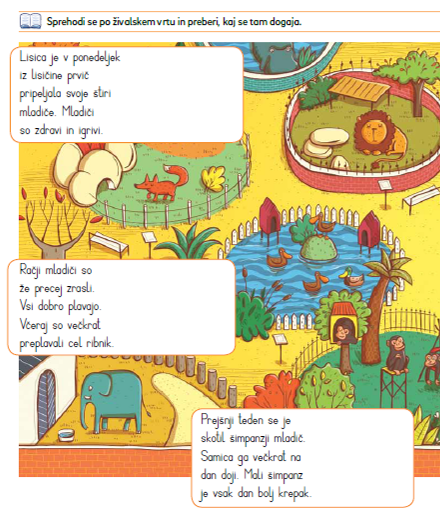 Sprehodi se po živalskem vrtu in preberi, kaj se tam dogaja.
Lisica je v ponedeljek
iz lisičine prvič
pripeljala svoje štiri
mladiče. Mladiči
so zdravi in igrivi.
Račji mladiči so
že precej zrasli.
Vsi dobro plavajo.
Včeraj so večkrat
preplavali cel ribnik.
Prejšnji teden se je
skotil šimpanzji mladič.
Samica ga večkrat na
dan doji. Mali šimpanz
je vsak dan bolj krepak.